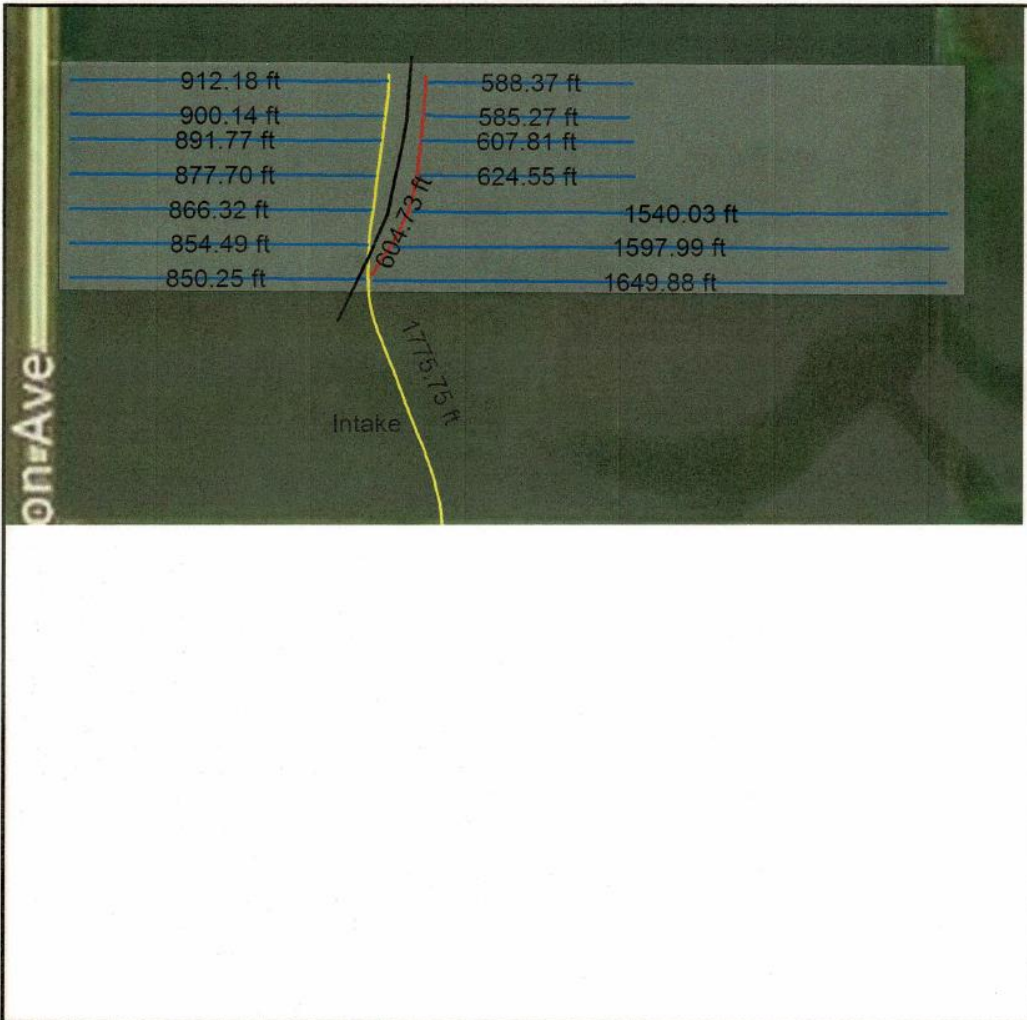 912.18 ft 588.37 ft
900.14 ft 585.27 ft
891.77 ft 607.81 ft
877.70 ft 624.55 ft
866.32 ft 604.73 ft 1540.03 ft
854.49 ft 1597.99 ft
850.25 ft 1649.88 ft
1775.75 ft
Intake
on-Ave